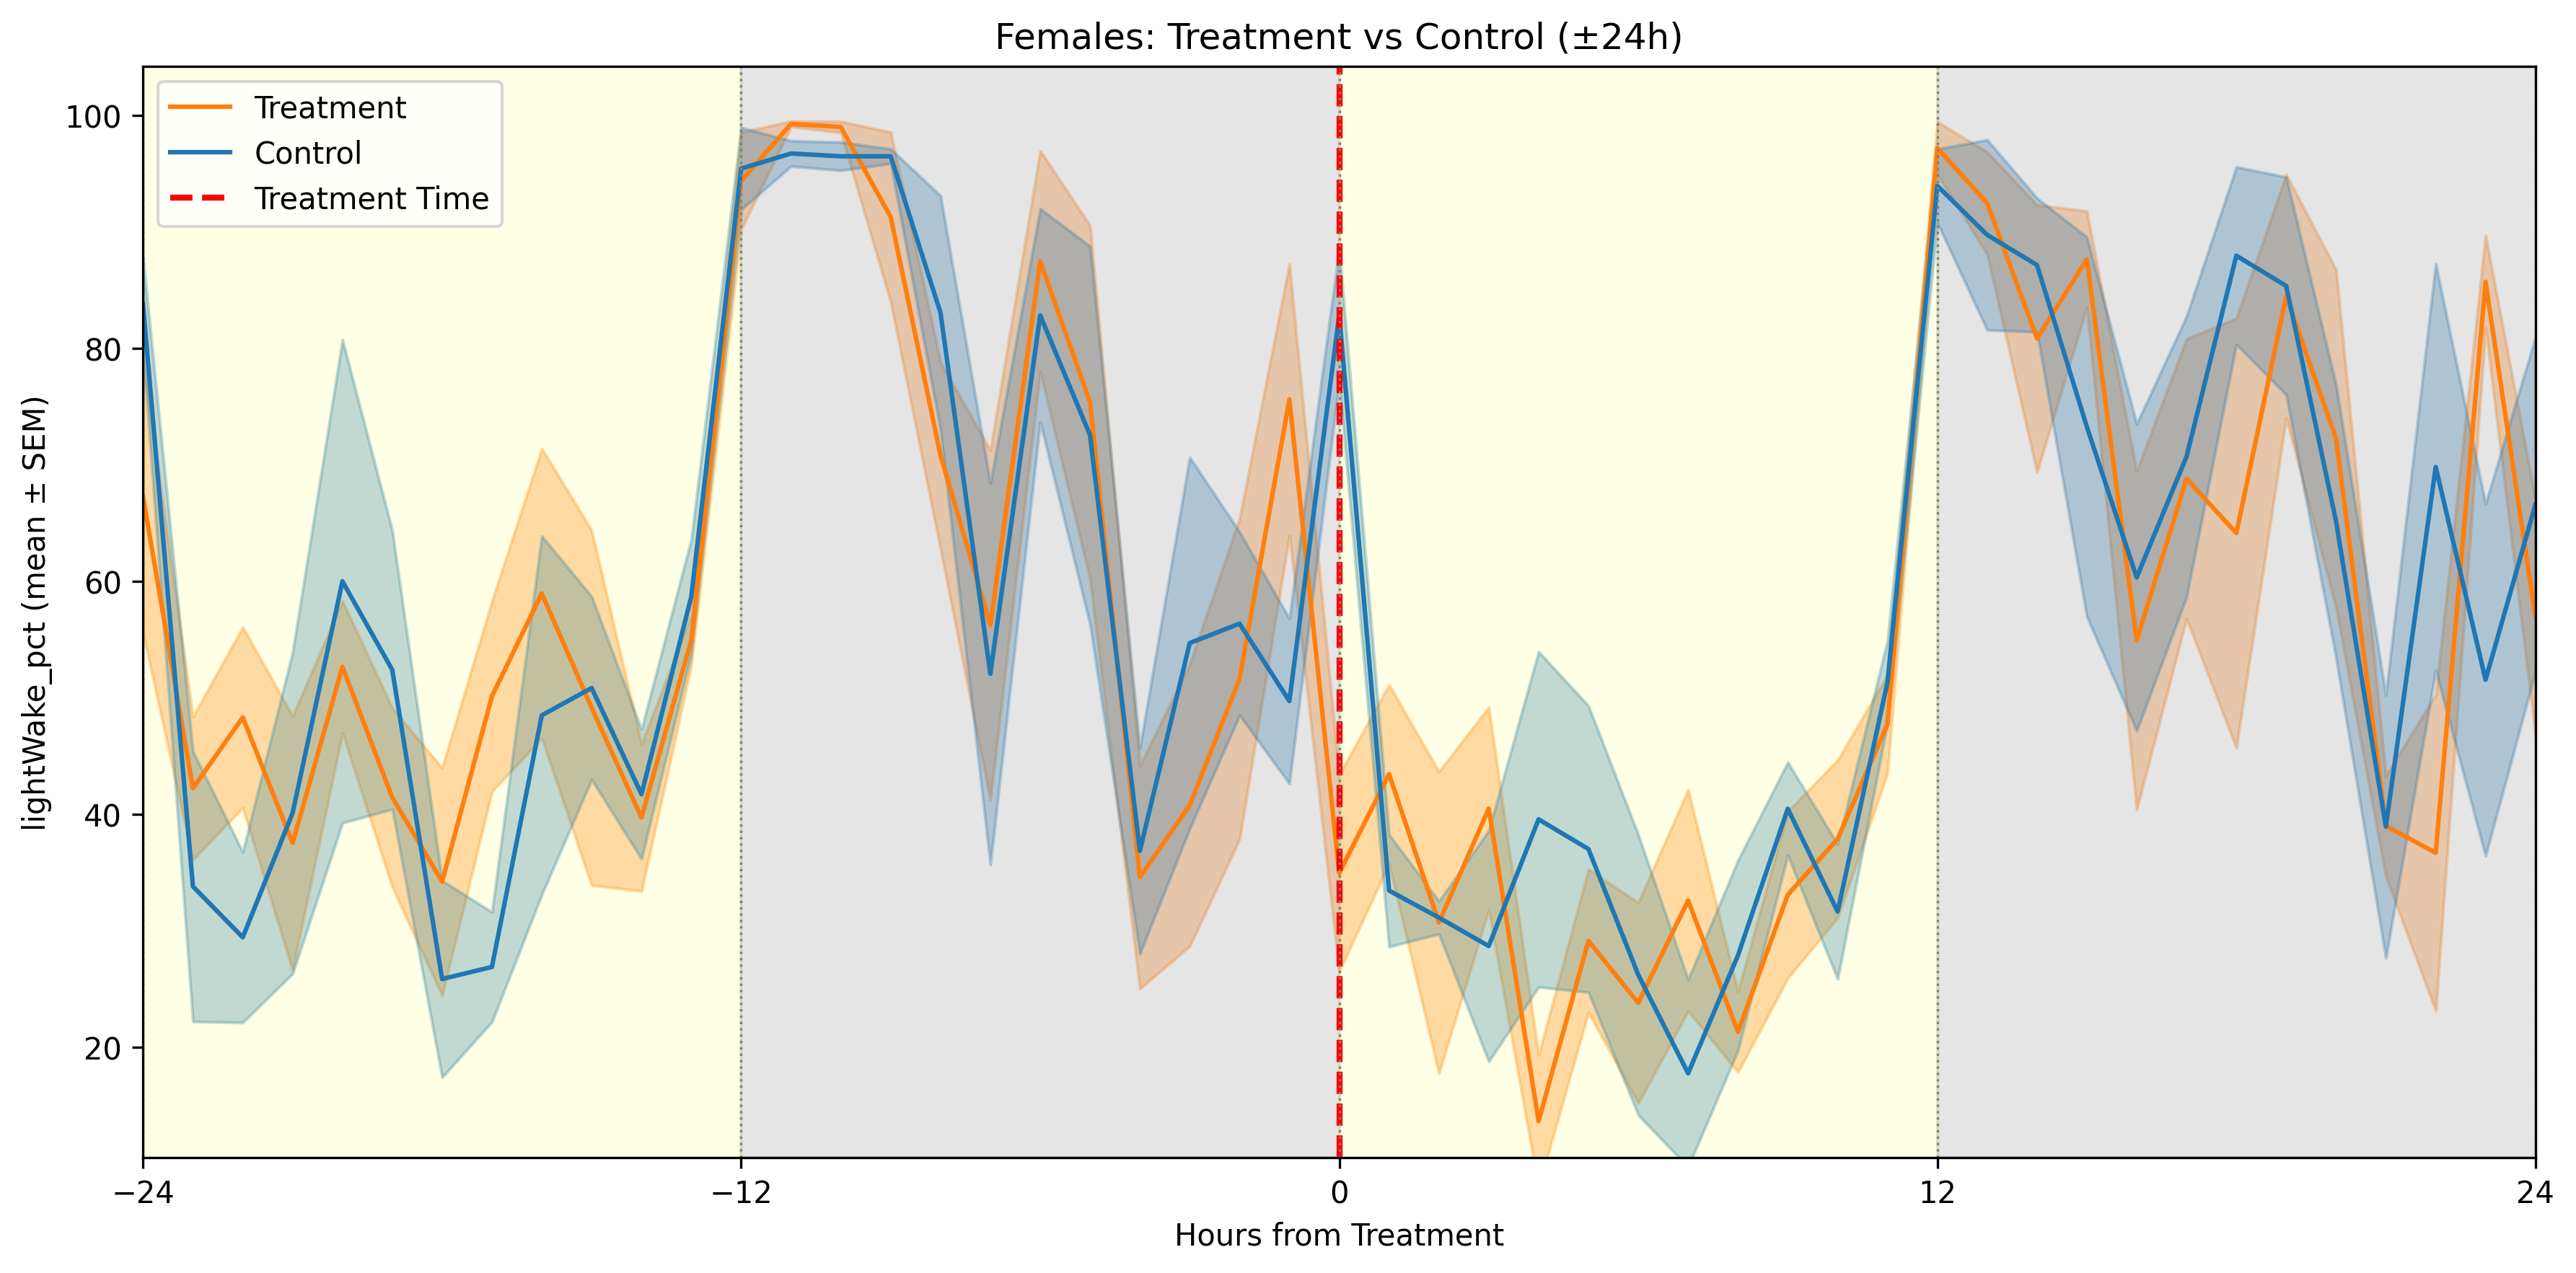 Females: Treatment vs Control (±24h)
Treatment
Control
Treatment Time
lightWake_pct (mean ± SEM)
100
80
60
40
20
−24
−12
0
12
24
Hours from Treatment